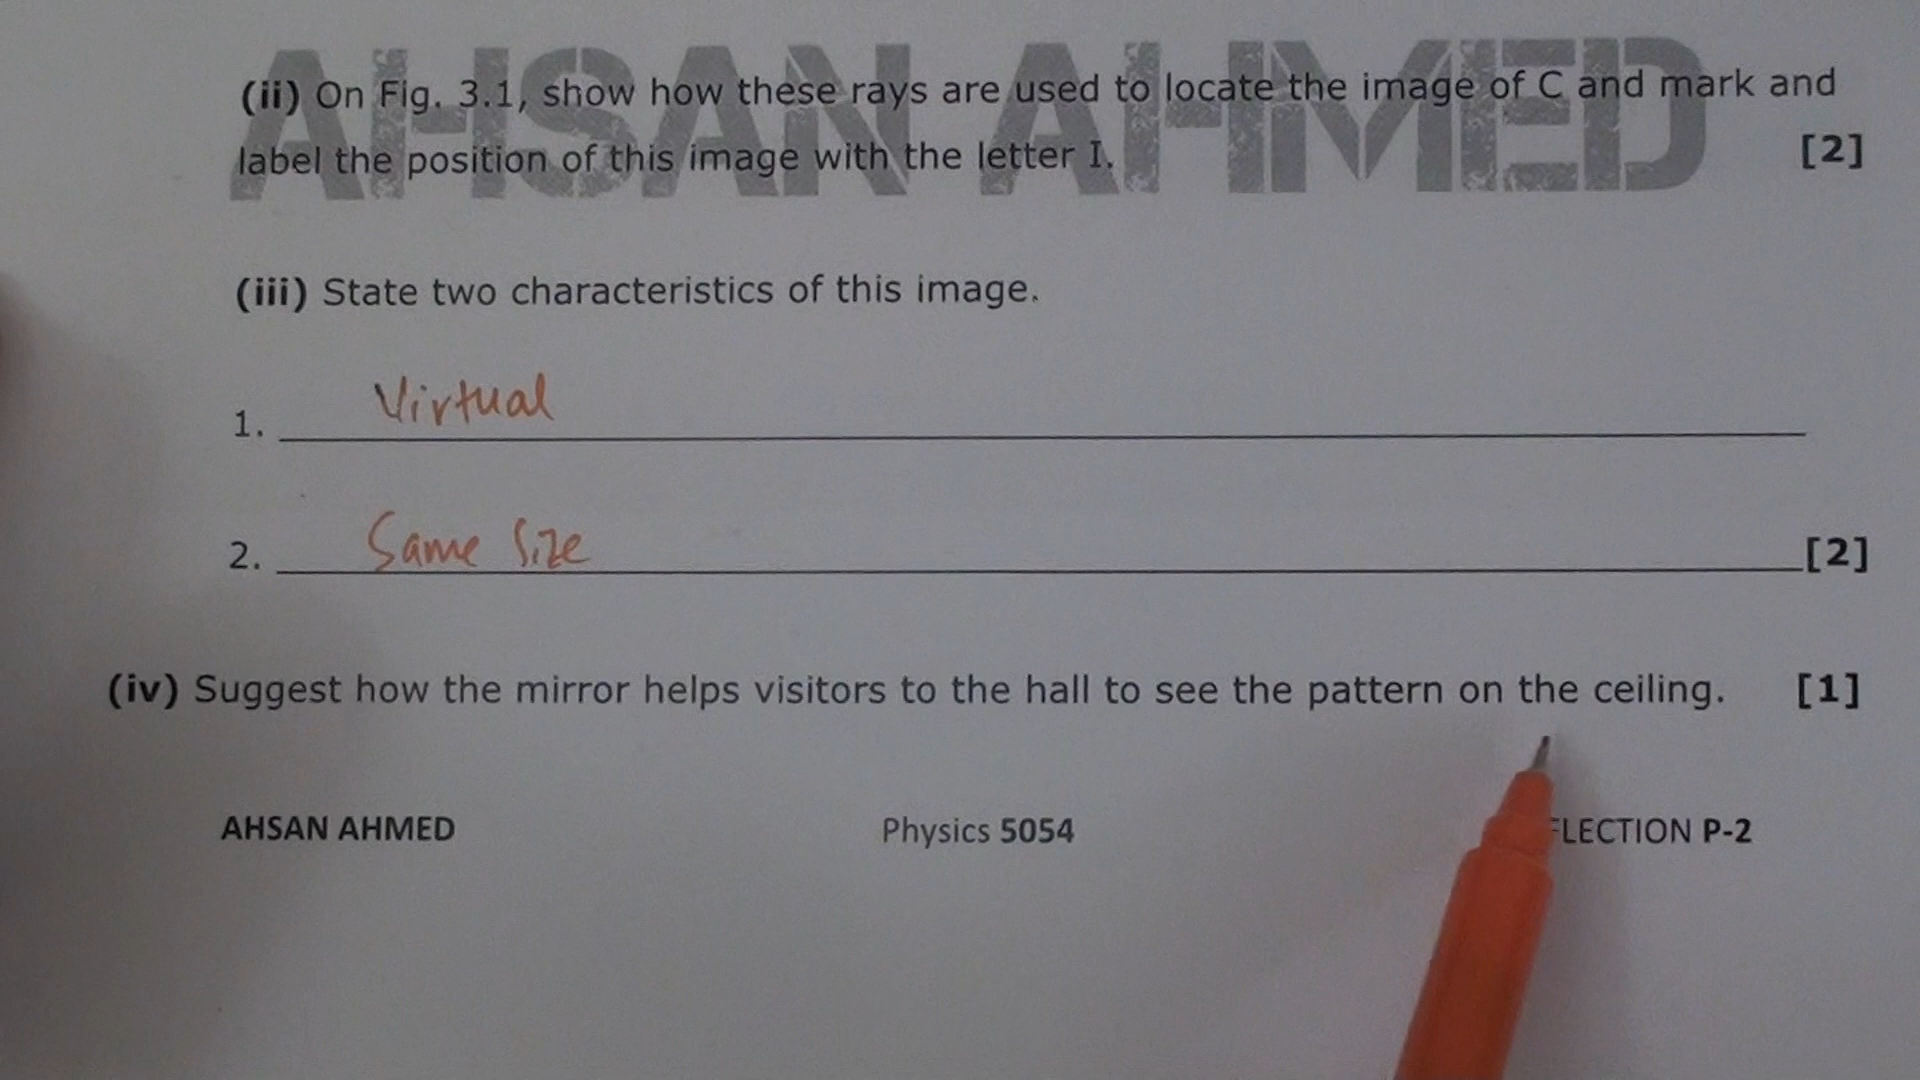 AHSAN AHMED
(ii) On Fig. 3.1, show how these rays are used to locate the image of C and mark and
label the position of this image with the letter I. [2]
(iii) State two characteristics of this image.
1. Virtual
2. Same Size [2]
(iv) Suggest how the mirror helps visitors to the hall to see the pattern on the ceiling. [1]
AHSAN AHMED Physics 5054 FLECTION P-2